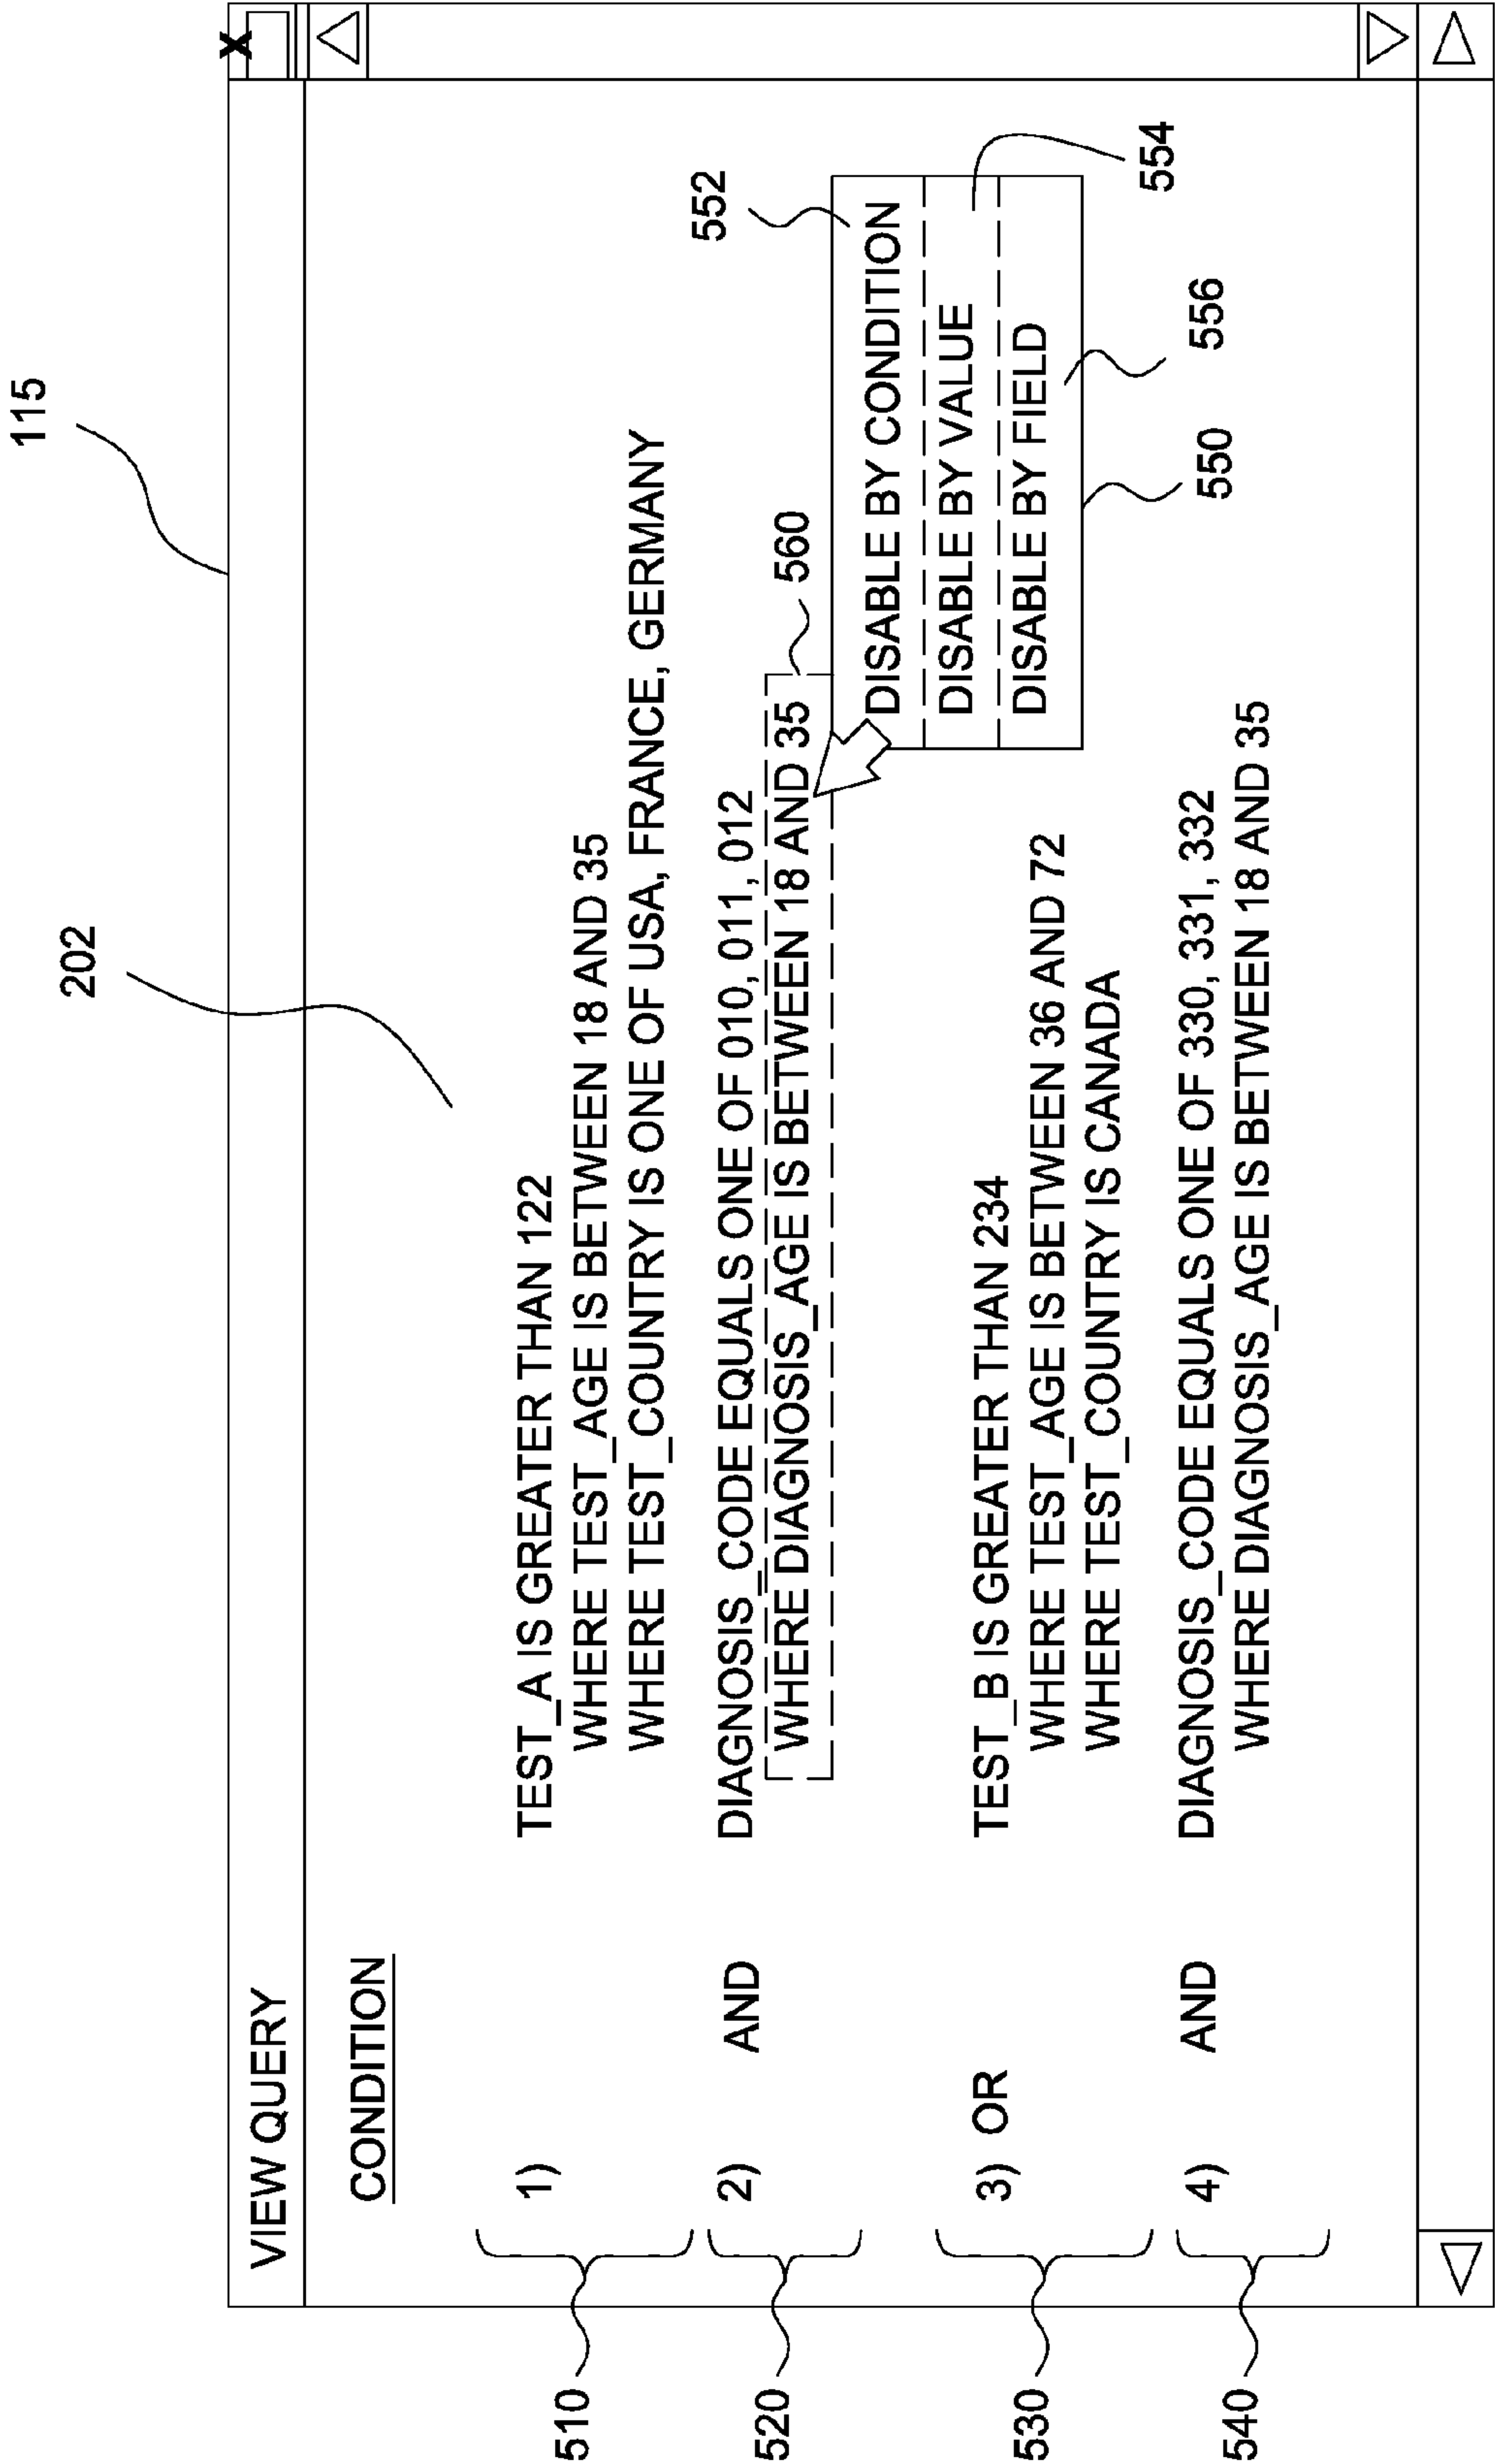 115
202
VIEW QUERY
CONDITION
510
1) TEST_A IS GREATER THAN 122
WHERE TEST_AGE IS BETWEEN 18 AND 35
WHERE TEST_COUNTRY IS ONE OF USA, FRANCE, GERMANY
520
2) AND DIAGNOSIS_CODE EQUALS ONE OF 010, 011, 012
WHERE DIAGNOSIS_AGE IS BETWEEN 18 AND 35
560
552
DISABLE BY CONDITION
DISABLE BY VALUE
DISABLE BY FIELD
554
556
550
530
3) OR TEST_B IS GREATER THAN 234
WHERE TEST_AGE IS BETWEEN 36 AND 72
WHERE TEST_COUNTRY IS CANADA
540
4) AND DIAGNOSIS_CODE EQUALS ONE OF 330, 331, 332
WHERE DIAGNOSIS_AGE IS BETWEEN 18 AND 35
X